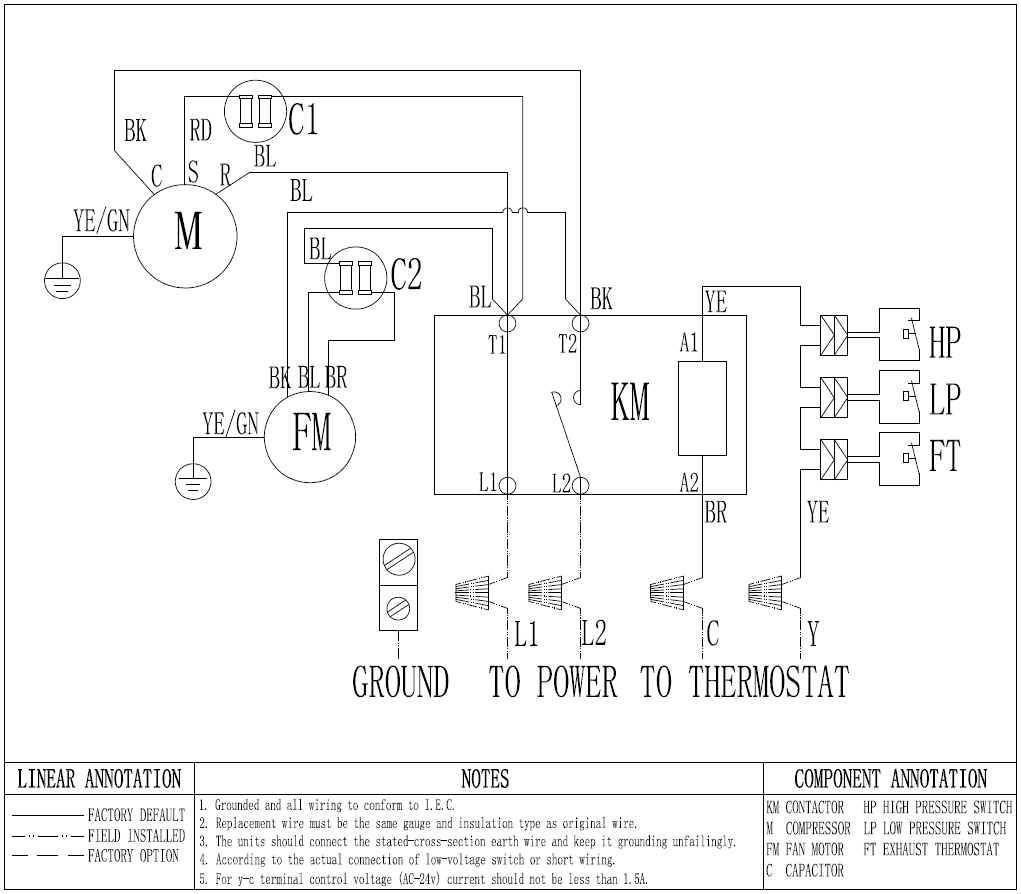 C1
BK
RD
BL
C
S
R
BL
YE/GN
M
BL
C2
BL
BK
YE
T1
T2
A1
HP
BK
BL
BR
KM
LP
YE/GN
FM
FT
L1
L2
A2
BR
YE
L1
L2
C
Y
GROUND
TO POWER
TO THERMOSTAT
LINEAR ANNOTATION
FACTORY DEFAULT
FIELD INSTALLED
FACTORY OPTION
NOTES
1. Grounded and all wiring to conform to I.E.C.
2. Replacement wire must be the same gauge and insulation type as original wire.
3. The units should connect the stated-cross-section earth wire and keep it grounding unfailingly.
4. According to the actual connection of low-voltage switch or short wiring.
5. For y-c terminal control voltage (AC-24v) current should not be less than 1.5A.
COMPONENT ANNOTATION
KM CONTACTOR HP HIGH PRESSURE SWITCH
M COMPRESSOR LP LOW PRESSURE SWITCH
FM FAN MOTOR FT EXHAUST THERMOSTAT
C CAPACITOR